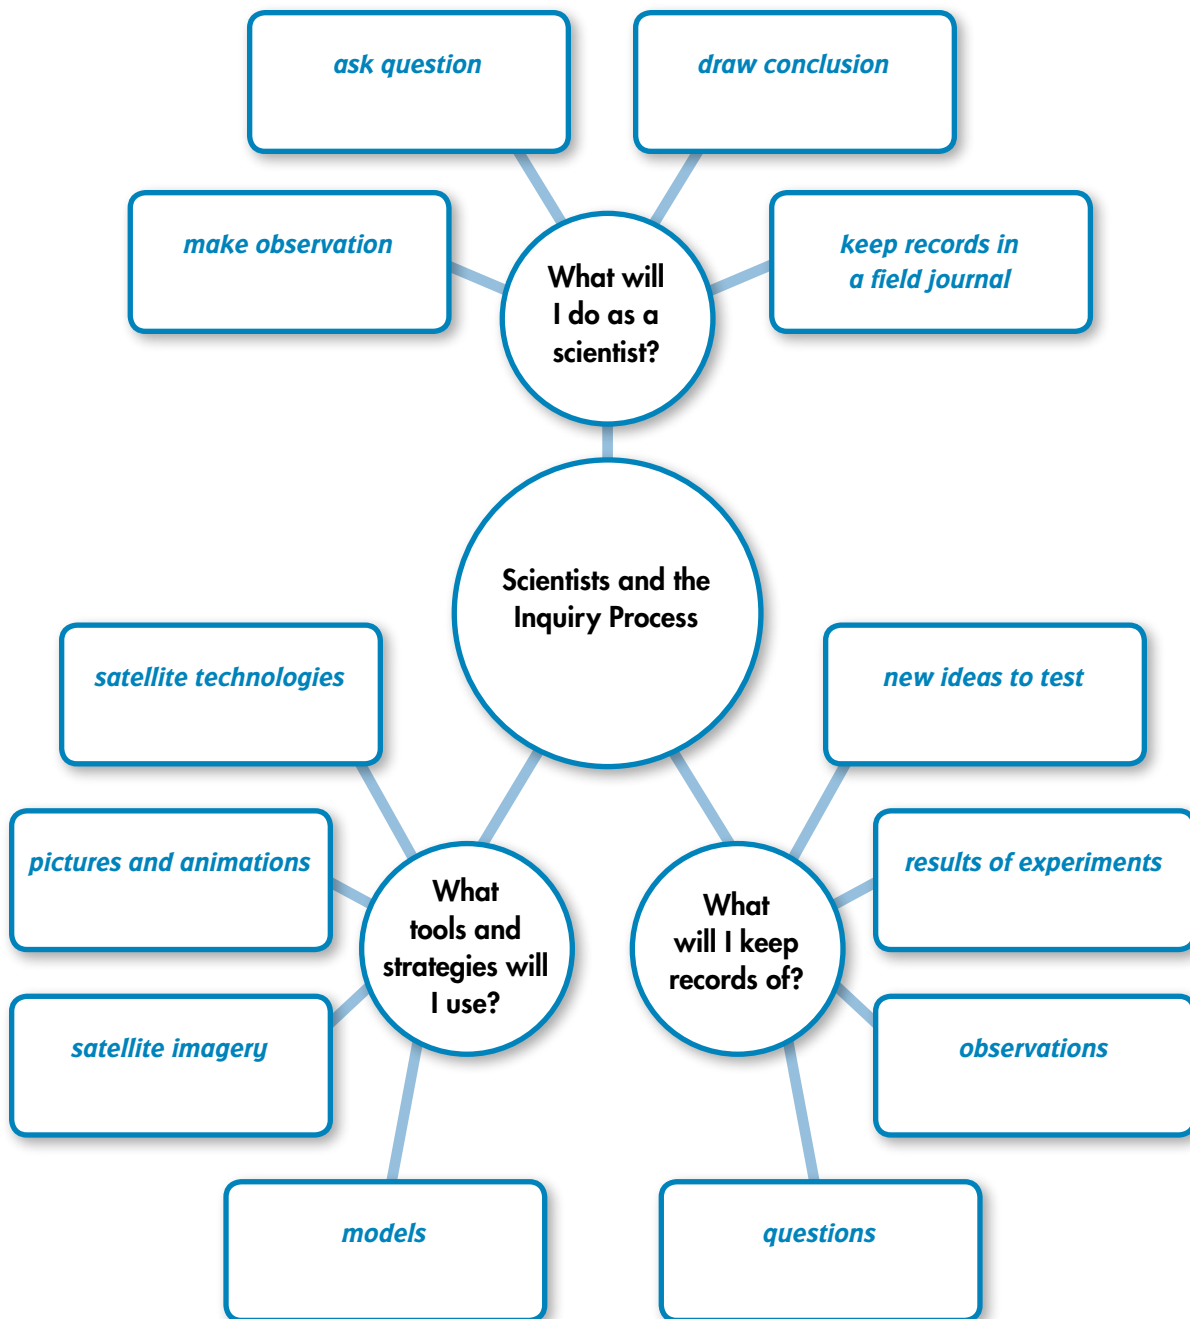 ask question
draw conclusion
make observation
keep records in
a field journal
What will
I do as a
scientist?
Scientists and the
Inquiry Process
satellite technologies
new ideas to test
pictures and animations
results of experiments
What
tools and
strategies will
I use?
What
will I keep
records of?
satellite imagery
observations
models
questions